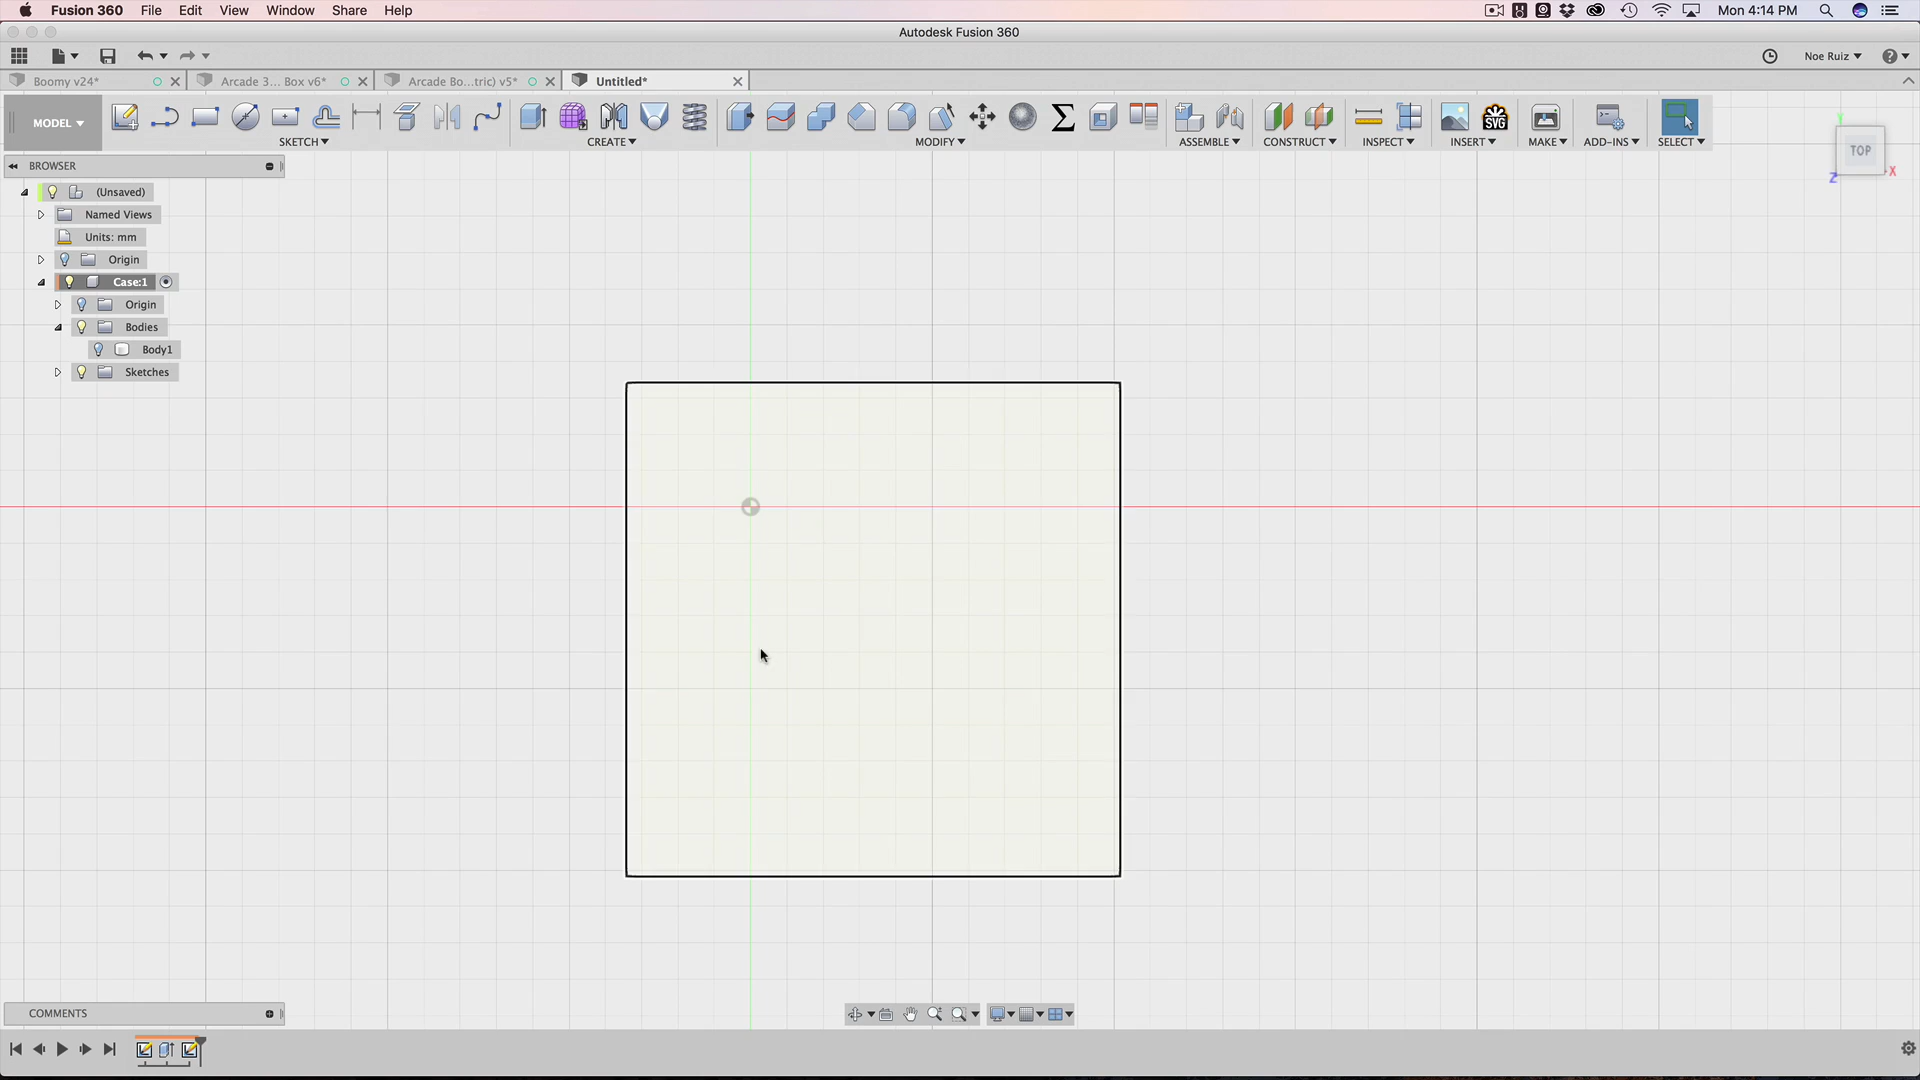 Fusion 360 File Edit View Window Share Help Mon 4:14 PM
Autodesk Fusion 360
Noe Ruiz
Boomy v24* Arcade 3... Box v6* Arcade Bo...tric) v5* Untitled*
MODEL SKETCH CREATE MODIFY ASSEMBLE CONSTRUCT INSPECT INSERT MAKE ADD-INS SELECT
SVG
TOP
X
Y
Z
BROWSER
(Unsaved)
Named Views
Units: mm
Origin
Case:1
Origin
Bodies
Body1
Sketches
COMMENTS